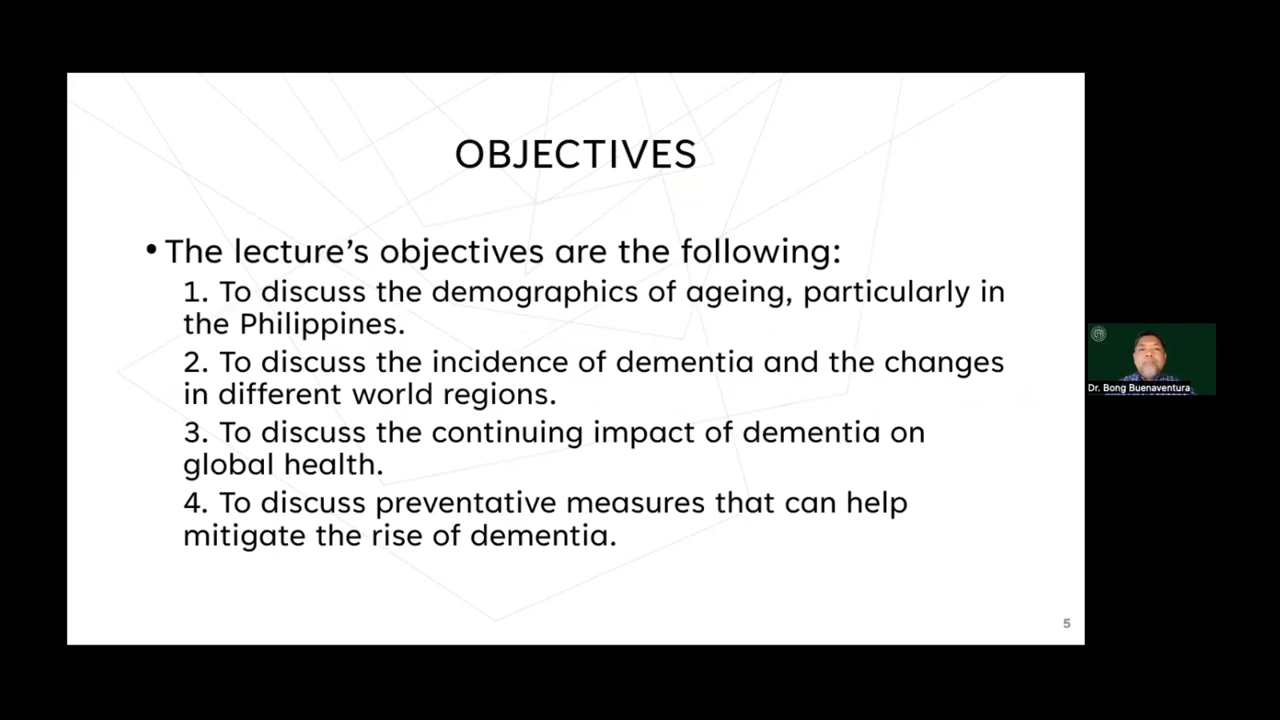 OBJECTIVES
• The lecture’s objectives are the following:
1. To discuss the demographics of ageing, particularly in
the Philippines.
2. To discuss the incidence of dementia and the changes
in different world regions.
3. To discuss the continuing impact of dementia on
global health.
4. To discuss preventative measures that can help
mitigate the rise of dementia.
5
Dr. Bong Buenaventura